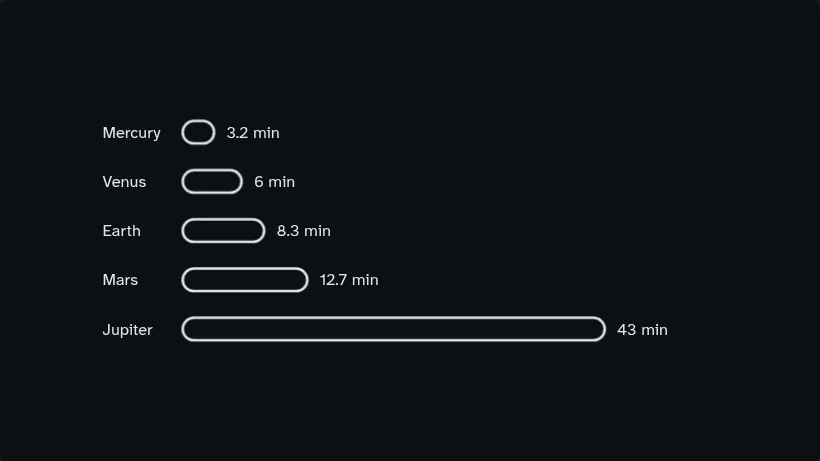 Mercury 3.2 min
Venus 6 min
Earth 8.3 min
Mars 12.7 min
Jupiter 43 min